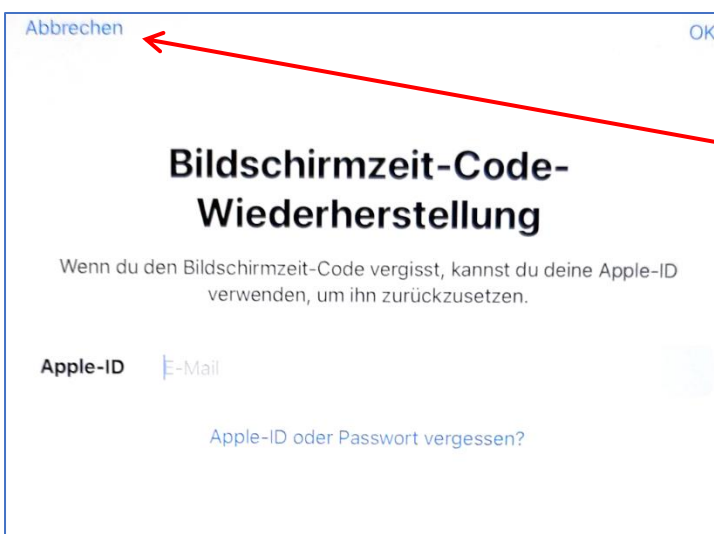 Abbrechen
OK
Bildschirmzeit-Code-
Wiederherstellung
Wenn du den Bildschirmzeit-Code vergisst, kannst du deine Apple-ID
verwenden, um ihn zurückzusetzen.
Apple-ID E-Mail
Apple-ID oder Passwort vergessen?